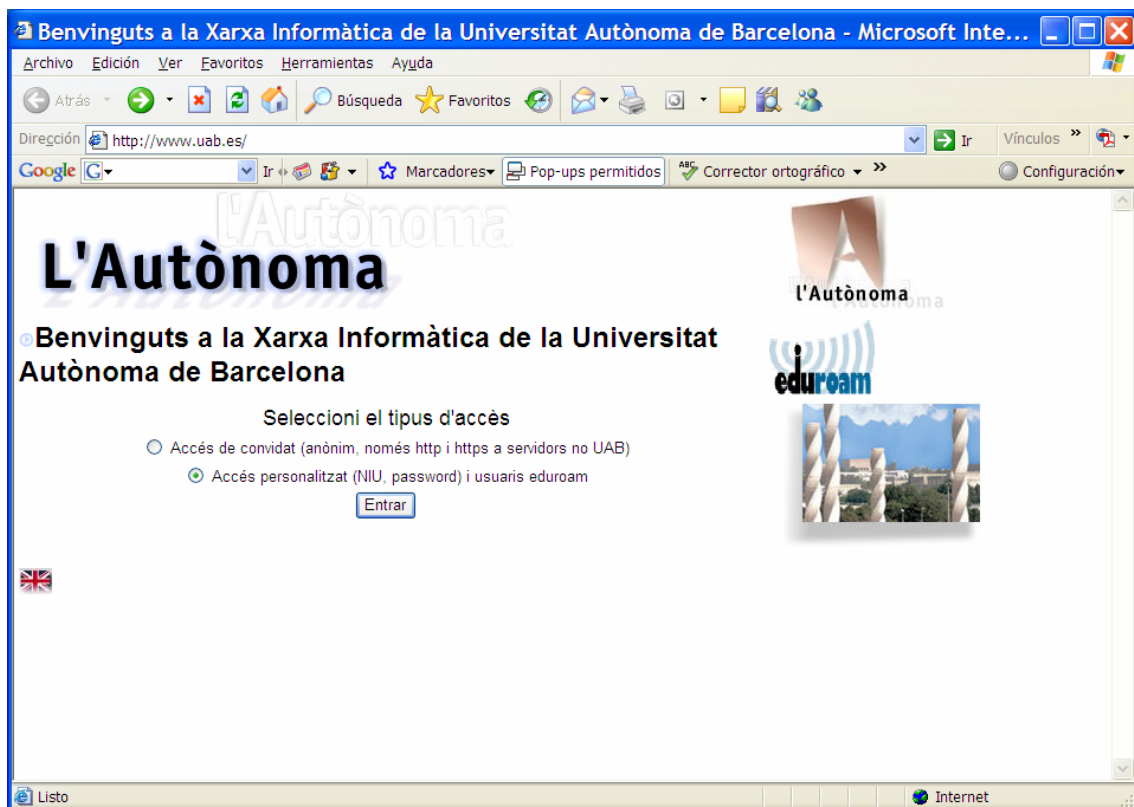 Benvinguts a la Xarxa Informàtica de la Universitat Autònoma de Barcelona - Microsoft Inte...
Archivo Edición Ver Favoritos Herramientas Ayuda
Atrás Búsqueda Favoritos
Dirección http://www.uab.es/ Ir Vínculos »
Google G Ir Marcadores Pop-ups permitidos ABC Corrector ortográfico » Configuración
L'Autònoma
L'Autònoma
l'Autònoma
l'Autònoma
Benvinguts a la Xarxa Informàtica de la Universitat
Autònoma de Barcelona
eduroam
Seleccioni el tipus d'accès
Accés de convidat (anònim, només http i https a servidors no UAB)
Accés personalitzat (NIU, password) i usuaris eduroam
Entrar
Listo Internet